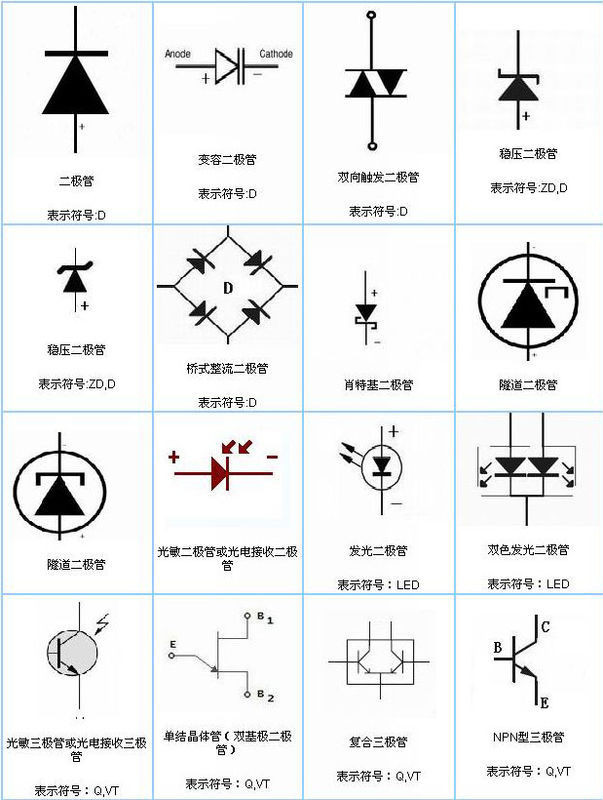 Anode
Cathode
+
−
+
+
二极管
变容二极管
双向触发二极管
稳压二极管
表示符号:D
表示符号:D
表示符号:D
表示符号:ZD,D
+
D
+
−
-
+
稳压二极管
桥式整流二极管
肖特基二极管
隧道二极管
表示符号:ZD,D
表示符号:D
-
+
+
−
+
−
隧道二极管
光敏二极管或光电接收二极
管
发光二极管
双色发光二极管
表示符号：LED
表示符号：LED
E
B1
B2
B
C
E
光敏三极管或光电接收三极
管
单结晶体管（双基极二极
管）
复合三极管
NPN型三极管
表示符号：Q,VT
表示符号：Q,VT
表示符号：Q,VT
表示符号：Q,VT